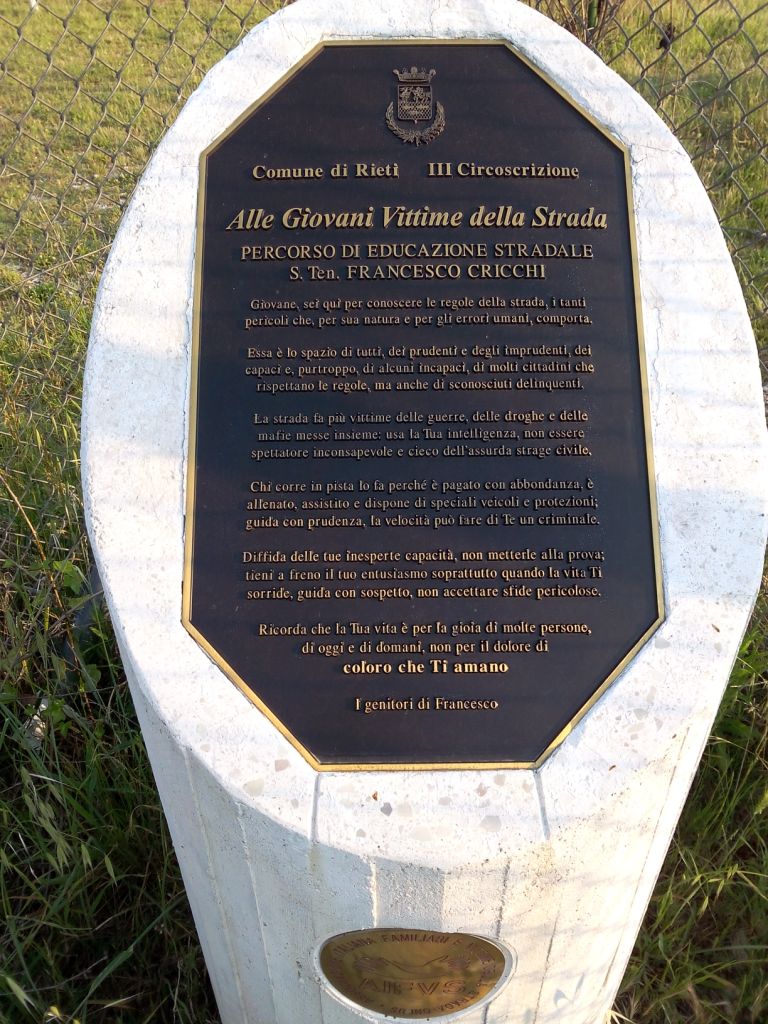 Comune di Rieti III Circoscrizione
Alle Giovani Vittime della Strada
PERCORSO DI EDUCAZIONE STRADALE
S. Ten. FRANCESCO CRICCHI
Giovane, sei qui per conoscere le regole della strada, i tanti
pericoli che, per sua natura e per gli errori umani, comporta.
Essa è lo spazio di tutti, dei prudenti e degli imprudenti, dei
capaci e, purtroppo, di alcuni incapaci, di molti cittadini che
rispettano le regole, ma anche di sconosciuti delinquenti.
La strada fa più vittime delle guerre, delle droghe e delle
mafie messe insieme: usa la Tua intelligenza, non essere
spettatore inconsapevole e cieco dell'assurda strage civile.
Chi corre in pista lo fa perché è pagato con abbondanza, è
allenato, assistito e dispone di speciali veicoli e protezioni;
guida con prudenza, la velocità può fare di Te un criminale.
Diffida delle tue inesperte capacità, non metterle alla prova;
tieni a freno il tuo entusiasmo soprattutto quando la vita Ti
sorride, guida con sospetto, non accettare sfide pericolose.
Ricorda che la Tua vita è per la gioia di molte persone,
di oggi e di domani, non per il dolore di
coloro che Ti amano
I genitori di Francesco
FAMILIARI E
AIFVS